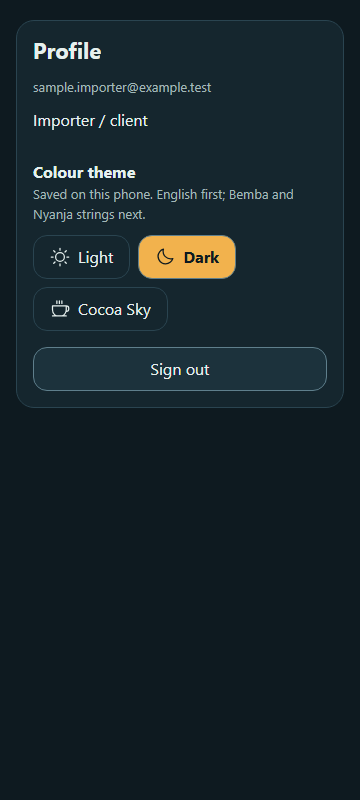 Profile
sample.importer@example.test
Importer / client
Colour theme
Saved on this phone. English first; Bemba and
Nyanja strings next.
Light
Dark
Cocoa Sky
Sign out